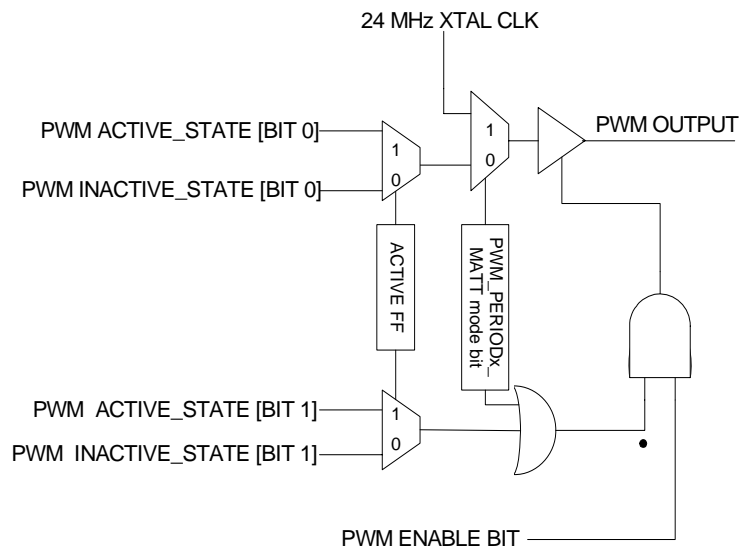 24 MHz XTAL CLK
PWM ACTIVE_STATE [BIT 0]
PWM INACTIVE_STATE [BIT 0]
1
0
1
0
PWM OUTPUT
ACTIVE FF
PWM_PERIODx_
MATT mode bit
PWM ACTIVE_STATE [BIT 1]
PWM INACTIVE_STATE [BIT 1]
1
0
PWM ENABLE BIT